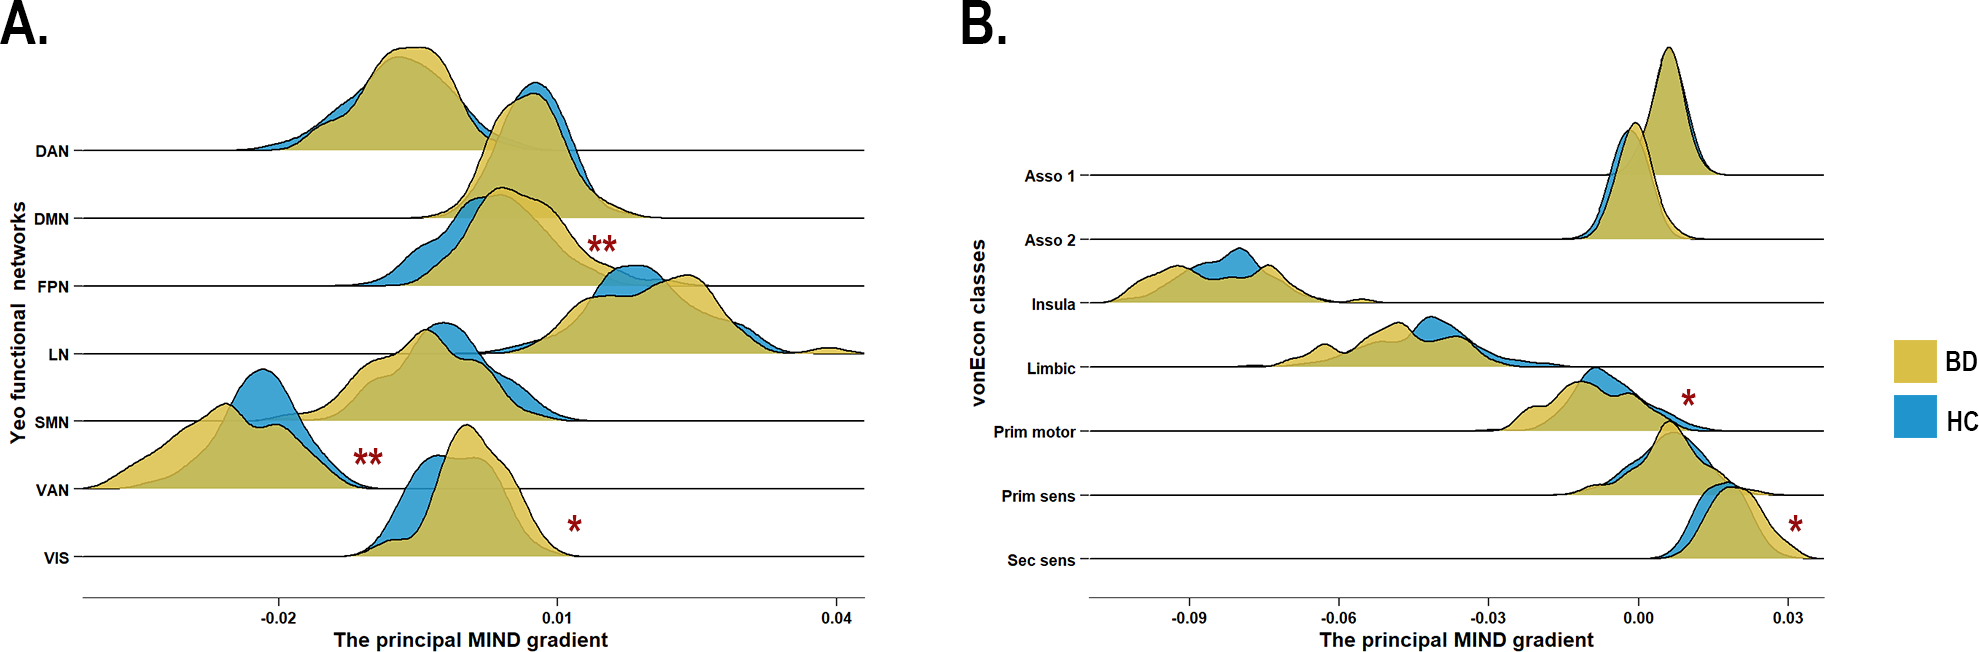 A.
Yeo functional networks
DAN
DMN
**
FPN
LN
SMN
**
VAN
*
VIS
-0.02
0.01
0.04
The principal MIND gradient
B.
vonEcon classes
Asso 1
Asso 2
Insula
Limbic
*
Prim motor
Prim sens
*
Sec sens
-0.09
-0.06
-0.03
0.00
0.03
The principal MIND gradient
BD
HC